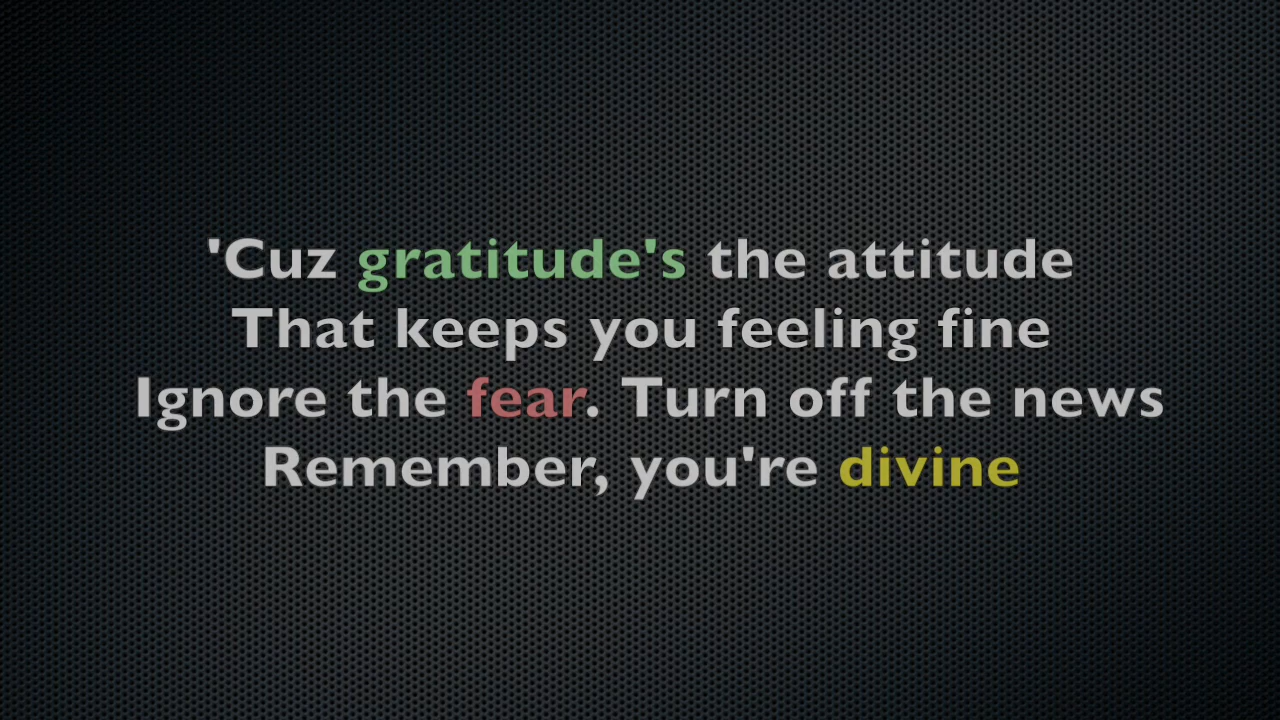 'Cuz gratitude's the attitude
That keeps you feeling fine
Ignore the fear. Turn off the news
Remember, you're divine